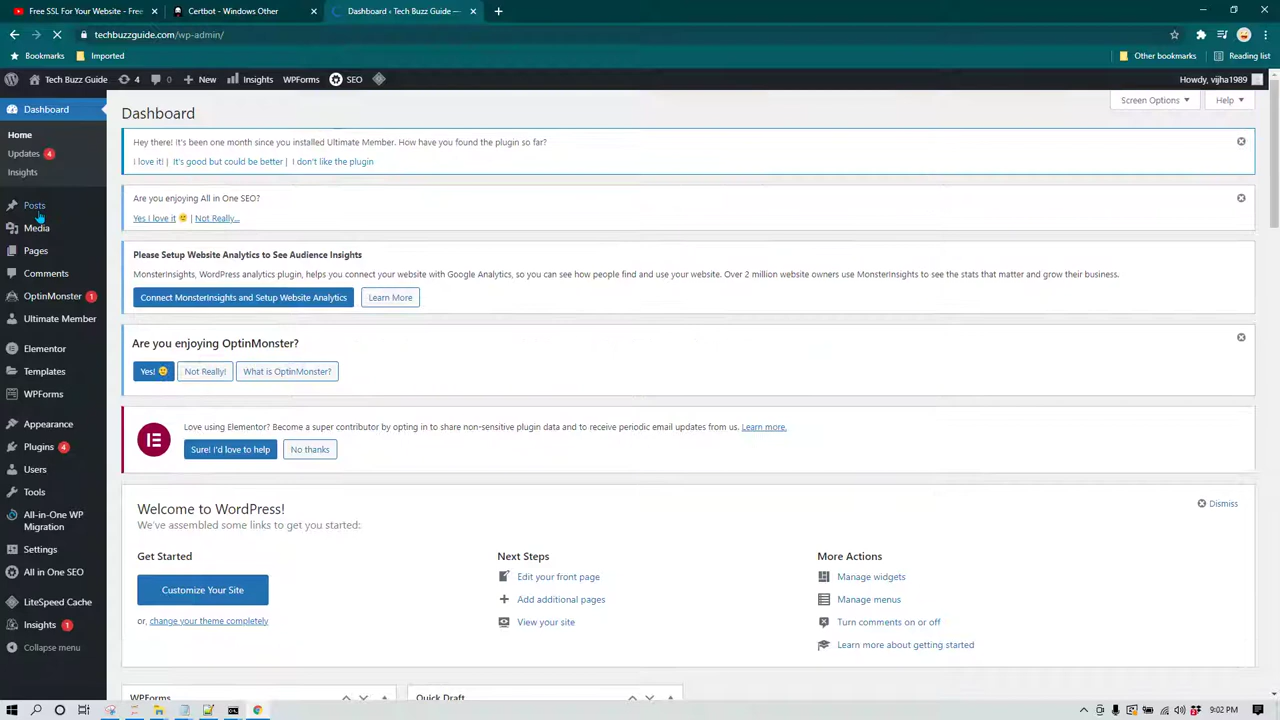 Free SSL For Your Website - Free
Certbot - WindowsOther
Dashboard ‹ Tech Buzz Guide —
techbuzzguide.com/wp-admin/
Bookmarks Imported Other bookmarks Reading list
Tech Buzz Guide 4 0 New Insights WPForms SEO Howdy, vijha1989
Dashboard
Home
Updates 4
Insights
Posts
Media
Pages
Comments
OptinMonster 1
Ultimate Member
Elementor
Templates
WPForms
Appearance
Plugins 4
Users
Tools
All-in-One WP
Migration
Settings
All in One SEO
LiteSpeed Cache
Insights 1
Collapse menu
Screen Options Help
Dashboard
Hey there! It's been one month since you installed Ultimate Member. How have you found the plugin so far?
I love it! | It's good but could be better | I don't like the plugin
Are you enjoying All in One SEO?
Yes I love it | Not Really...
Please Setup Website Analytics to See Audience Insights
MonsterInsights, WordPress analytics plugin, helps you connect your website with Google Analytics, so you can see how people find and use your website. Over 2 million website owners use MonsterInsights to see the stats that matter and grow their business.
Connect MonsterInsights and Setup Website Analytics Learn More
Are you enjoying OptinMonster?
Yes! Not Really! What is OptinMonster?
Love using Elementor? Become a super contributor by opting in to share non-sensitive plugin data and to receive periodic email updates from us. Learn more.
Sure! I'd love to help No thanks
Welcome to WordPress!
Dismiss
We've assembled some links to get you started:
Get Started
Customize Your Site
or, change your theme completely
Next Steps
Edit your front page
Add additional pages
View your site
More Actions
Manage widgets
Manage menus
Turn comments on or off
Learn more about getting started
WPForms
Quick Draft
9:02 PM